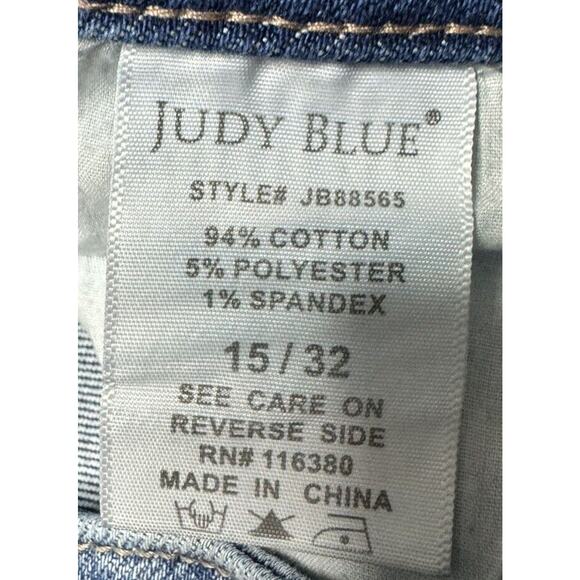 JUDY BLUE®
STYLE# JB88565
94% COTTON
5% POLYESTER
1% SPANDEX
15 / 32
SEE CARE ON
REVERSE SIDE
RN# 116380
MADE IN CHINA